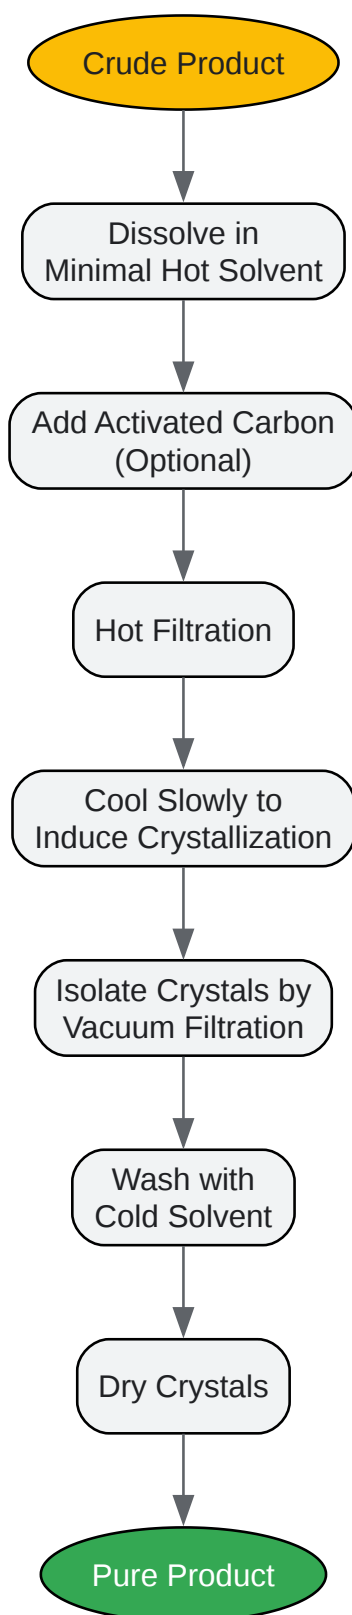 Crude Product
Dissolve in
Minimal Hot Solvent
Add Activated Carbon
(Optional)
Hot Filtration
Cool Slowly to
Induce Crystallization
Isolate Crystals by
Vacuum Filtration
Wash with
Cold Solvent
Dry Crystals
Pure Product